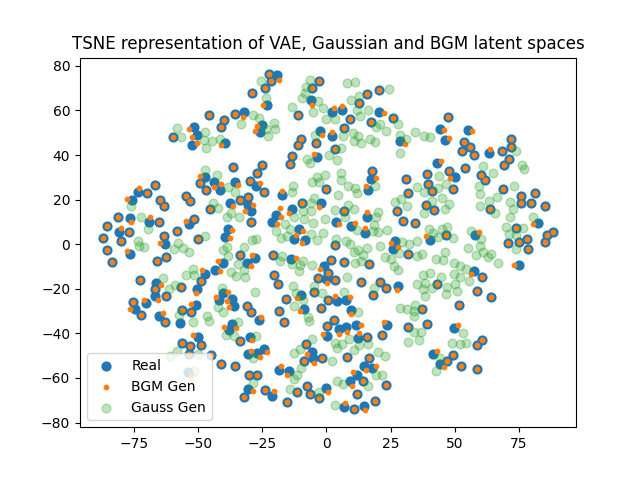 TSNE representation of VAE, Gaussian and BGM latent spaces
80
60
40
20
0
−20
−40
−60
−80
Real
BGM Gen
Gauss Gen
−75 −50 −25 0 25 50 75